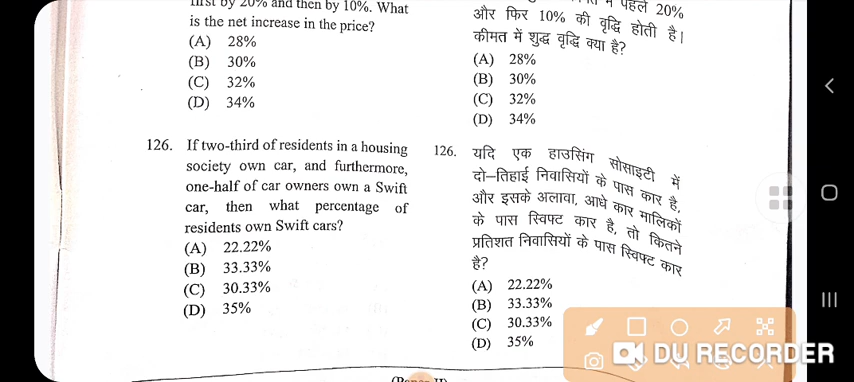 first by 20% and then by 10%. What
is the net increase in the price?
(A) 28%
(B) 30%
(C) 32%
(D) 34%
126. If two-third of residents in a housing
society own car, and furthermore,
one-half of car owners own a Swift
car, then what percentage of
residents own Swift cars?
(A) 22.22%
(B) 33.33%
(C) 30.33%
(D) 35%
में पहले 20%
और फिर 10% की वृद्धि होती है।
कीमत में शुद्ध वृद्धि क्या है?
(A) 28%
(B) 30%
(C) 32%
(D) 34%
126. यदि एक हाउसिंग सोसाइटी में
दो–तिहाई निवासियों के पास कार है,
और इसके अलावा, आधे कार मालिकों
के पास स्विफ्ट कार है, तो कितने
प्रतिशत निवासियों के पास स्विफ्ट कार
है?
(A) 22.22%
(B) 33.33%
(C) 30.33%
(D) 35%
DU RECORDER